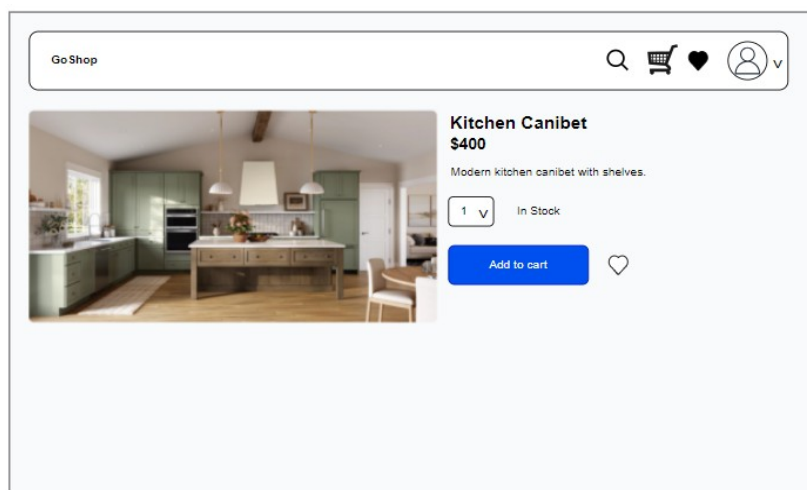 Go Shop
v
Kitchen Canibet
$400
Modern kitchen canibet with shelves.
1 v In Stock
Add to cart